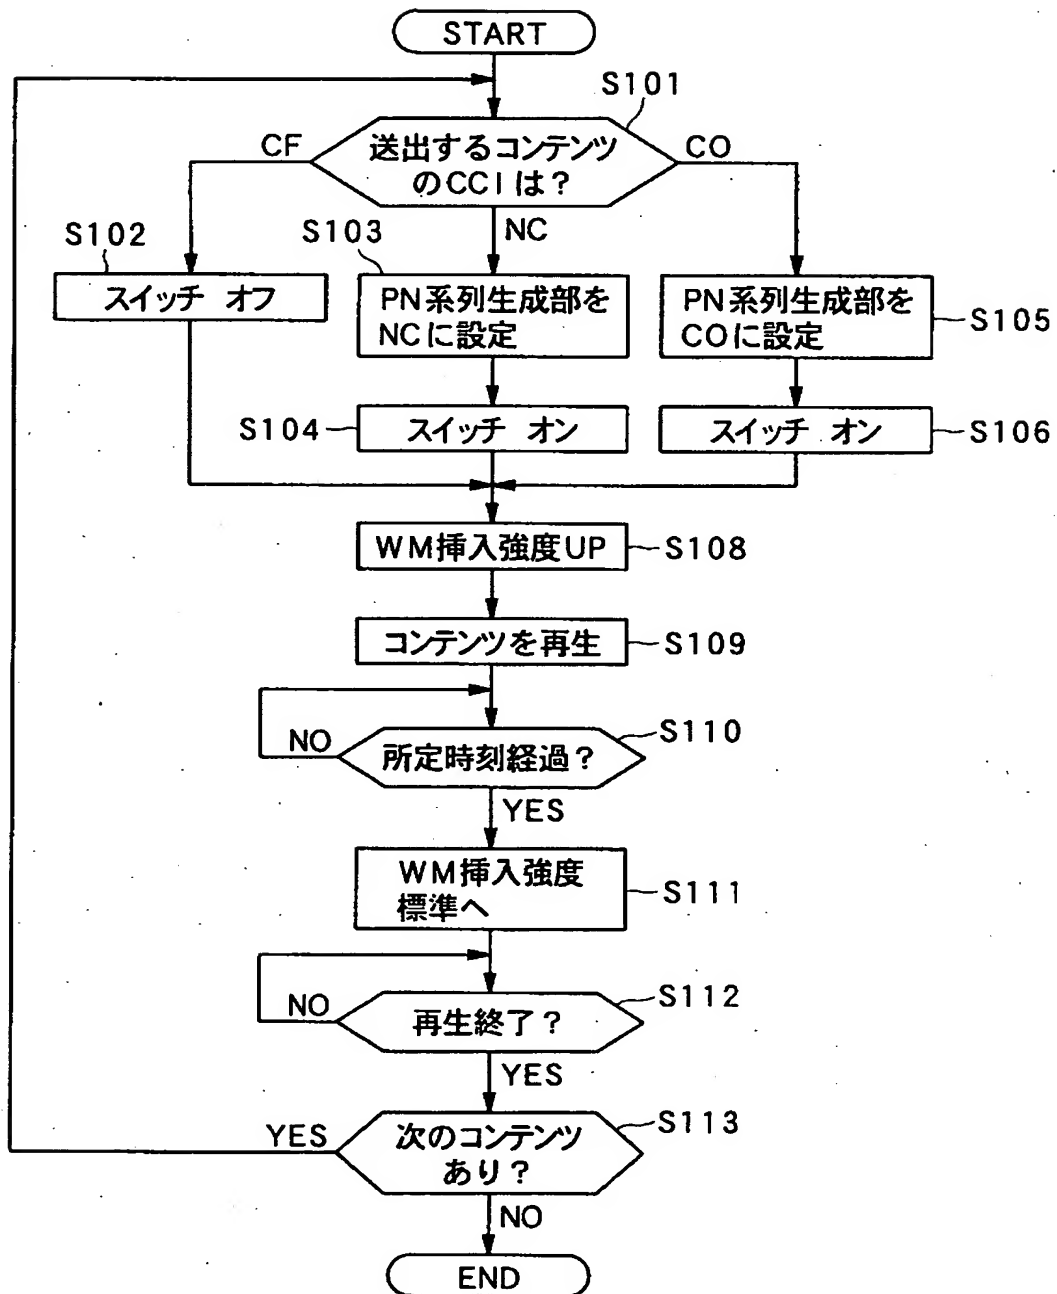 START
S101
送出するコンテンツ
のCCIは？
CF
CO
NC
S102
スイッチ オフ
S103
PN系列生成部を
NCに設定
PN系列生成部を
COに設定
S105
S104
スイッチ オン
スイッチ オン
S106
WM挿入強度UP
S108
コンテンツを再生
S109
NO
所定時刻経過？
S110
YES
WM挿入強度
標準へ
S111
NO
再生終了？
S112
YES
YES
次のコンテンツ
あり？
S113
NO
END